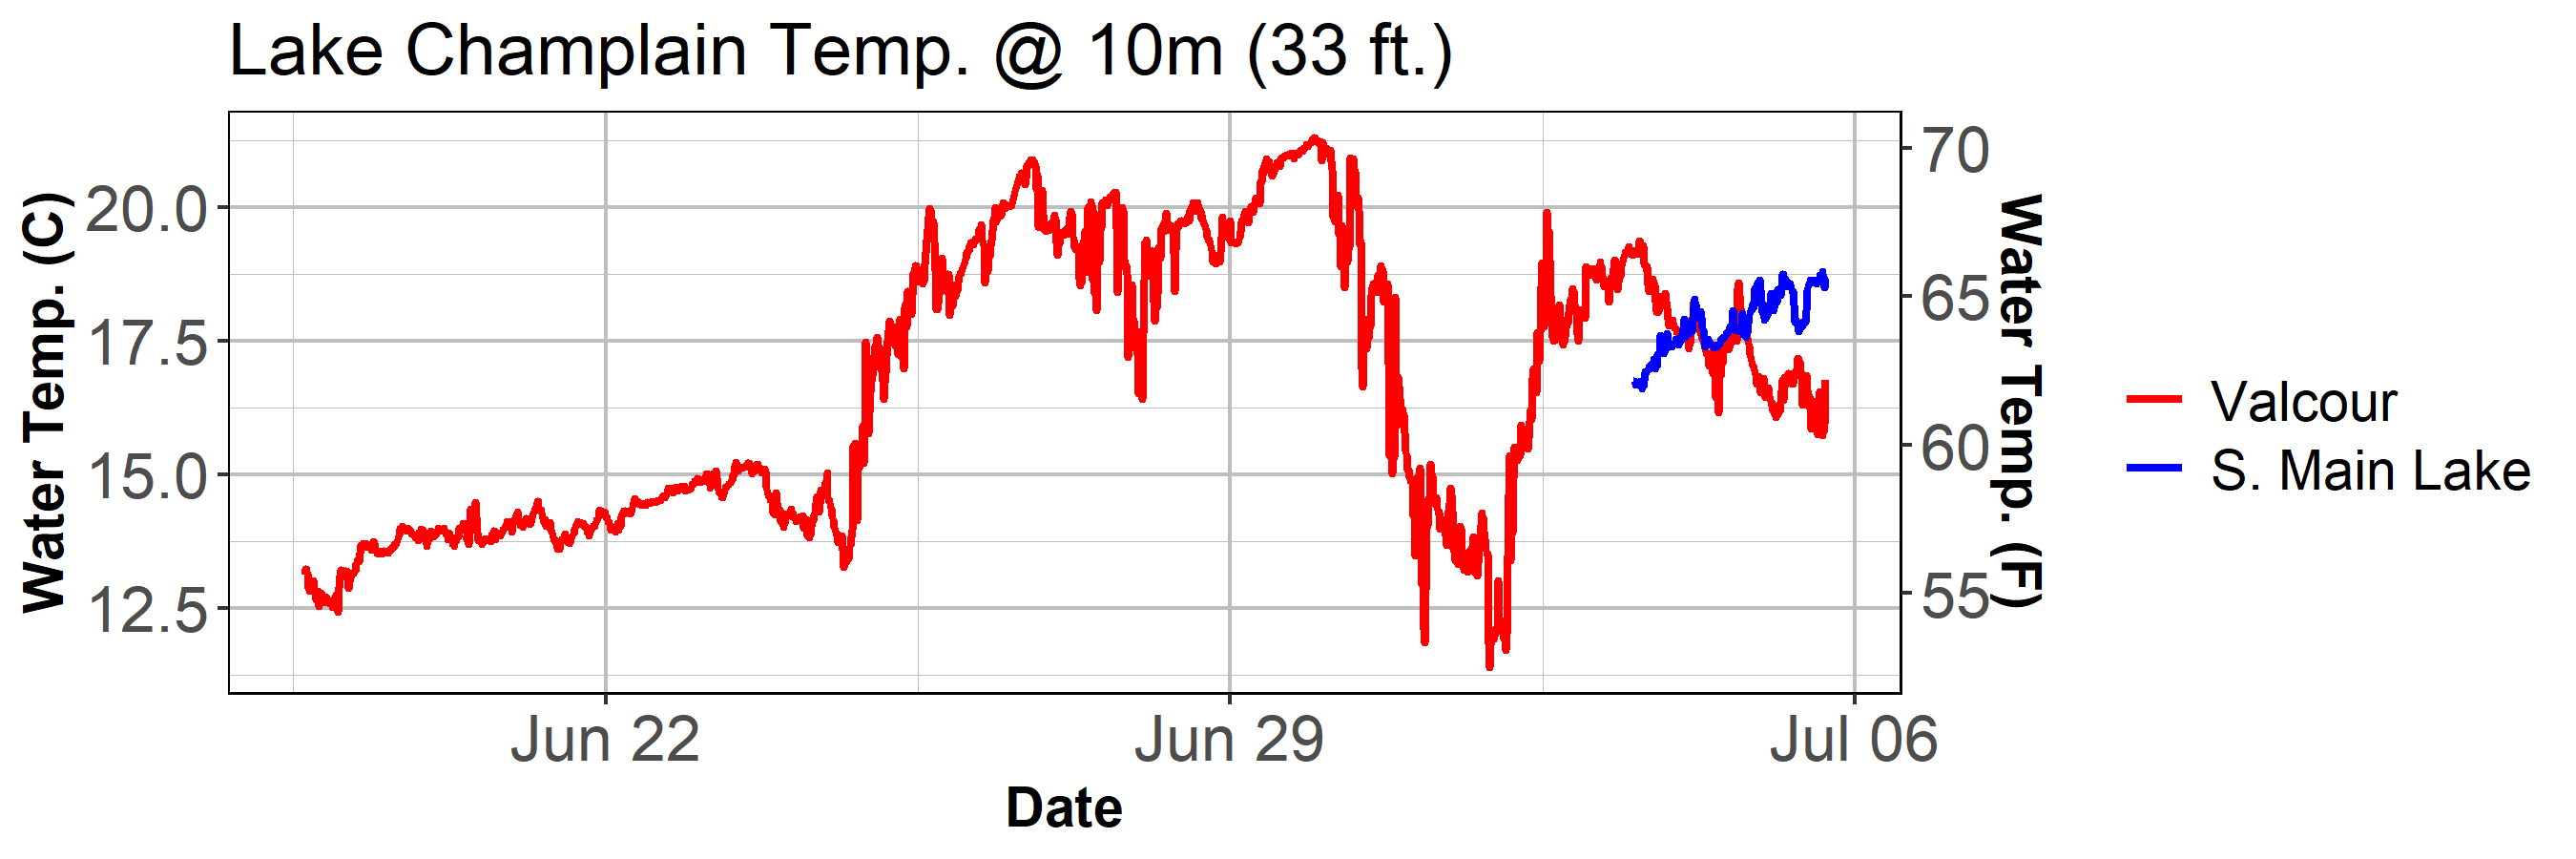 Lake Champlain Temp. @ 10m (33 ft.)
Water Temp. (C)
20.0
17.5
15.0
12.5
70
65
60
55
Water Temp. (F)
Jun 22
Jun 29
Jul 06
Date
Valcour
S. Main Lake